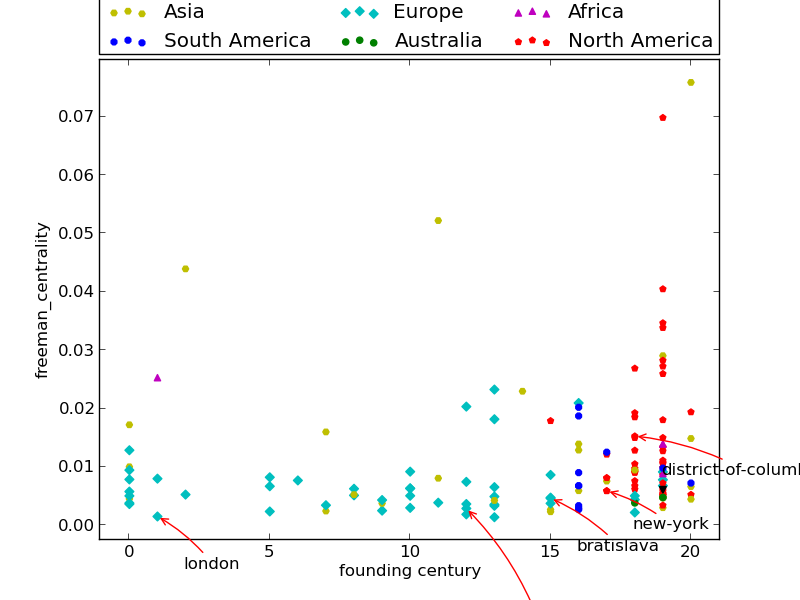 Asia Europe Africa
South America Australia North America
0.07
0.06
0.05
0.04
0.03
0.02
0.01
0.00
freeman_centrality
district-of-columl
new-york
bratislava
london
0 5 10 15 20
founding century